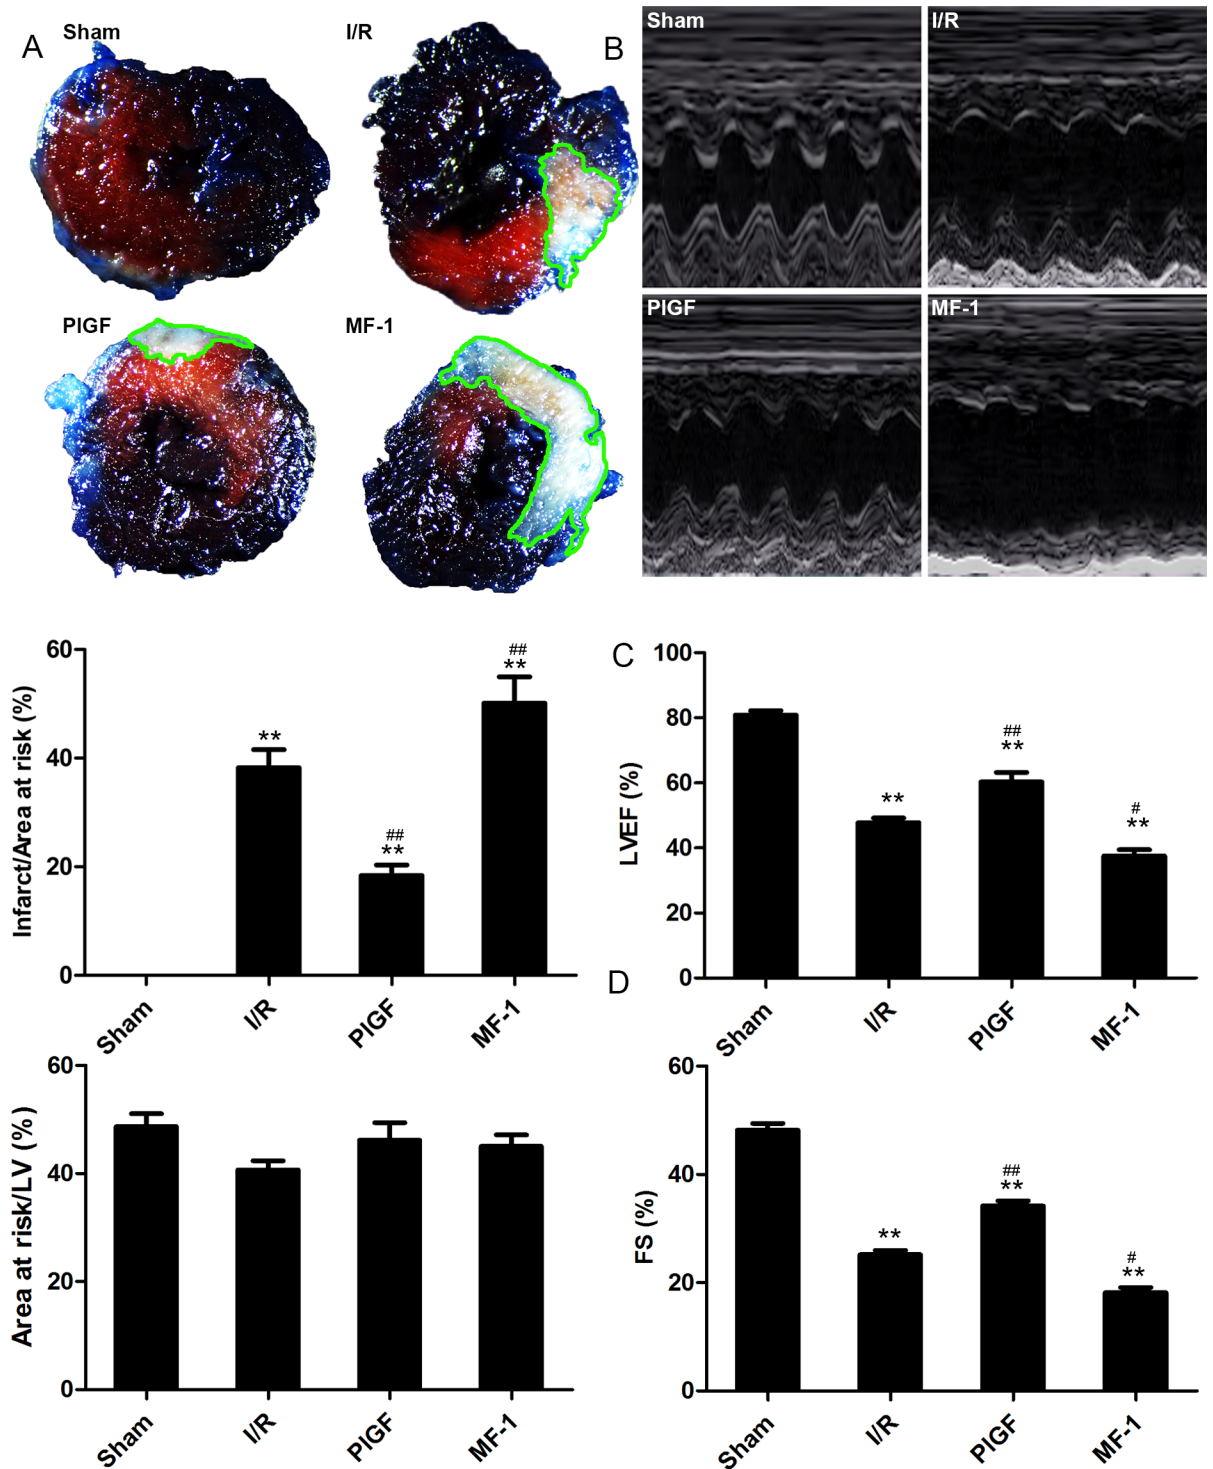 A
Sham
I/R
PIGF
MF-1
B
Sham
I/R
PIGF
MF-1
Infarct/Area at risk (%)
60
40
20
0
**
##
**
##
**
Sham
I/R
PIGF
MF-1
C
LVEF (%)
100
80
60
40
20
0
**
##
**
#
**
Sham
I/R
PIGF
MF-1
Area at risk/LV (%)
60
40
20
0
Sham
I/R
PIGF
MF-1
D
FS (%)
60
40
20
0
**
##
**
#
**
Sham
I/R
PIGF
MF-1